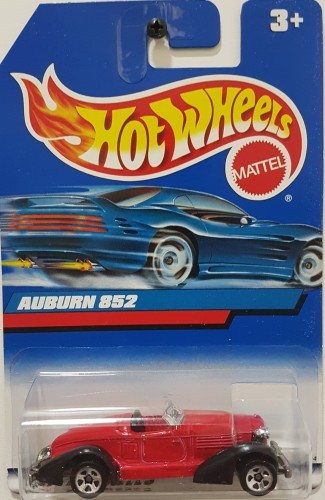 3+
HOT WHEELS
MATTEL
®
AUBURN 852